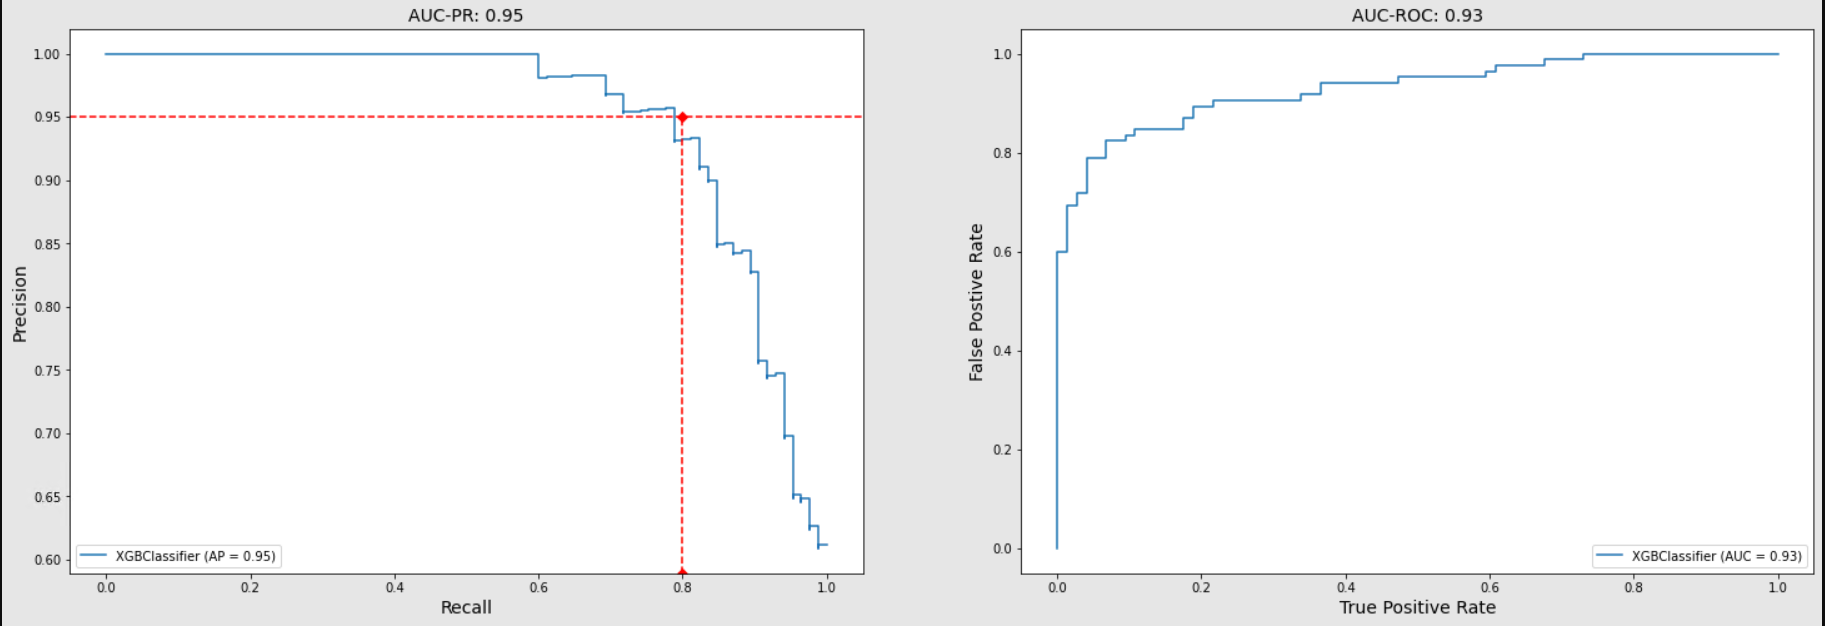 AUC-PR: 0.95
1.00
0.95
0.90
0.85
0.80
0.75
0.70
0.65
0.60
Precision
XGBClassifier (AP = 0.95)
0.0 0.2 0.4 0.6 0.8 1.0
Recall
AUC-ROC: 0.93
1.0
0.8
0.6
0.4
0.2
0.0
False Postive Rate
XGBClassifier (AUC = 0.93)
0.0 0.2 0.4 0.6 0.8 1.0
True Positive Rate